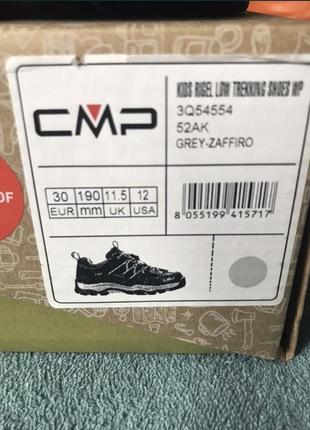 KIDS RIGEL LOW TREKKING SHOES WP
3Q54554
52AK
GREY-ZAFFIRO
CMP
30 190 11.5 12
EUR mm UK USA
8 055199 415717
OF